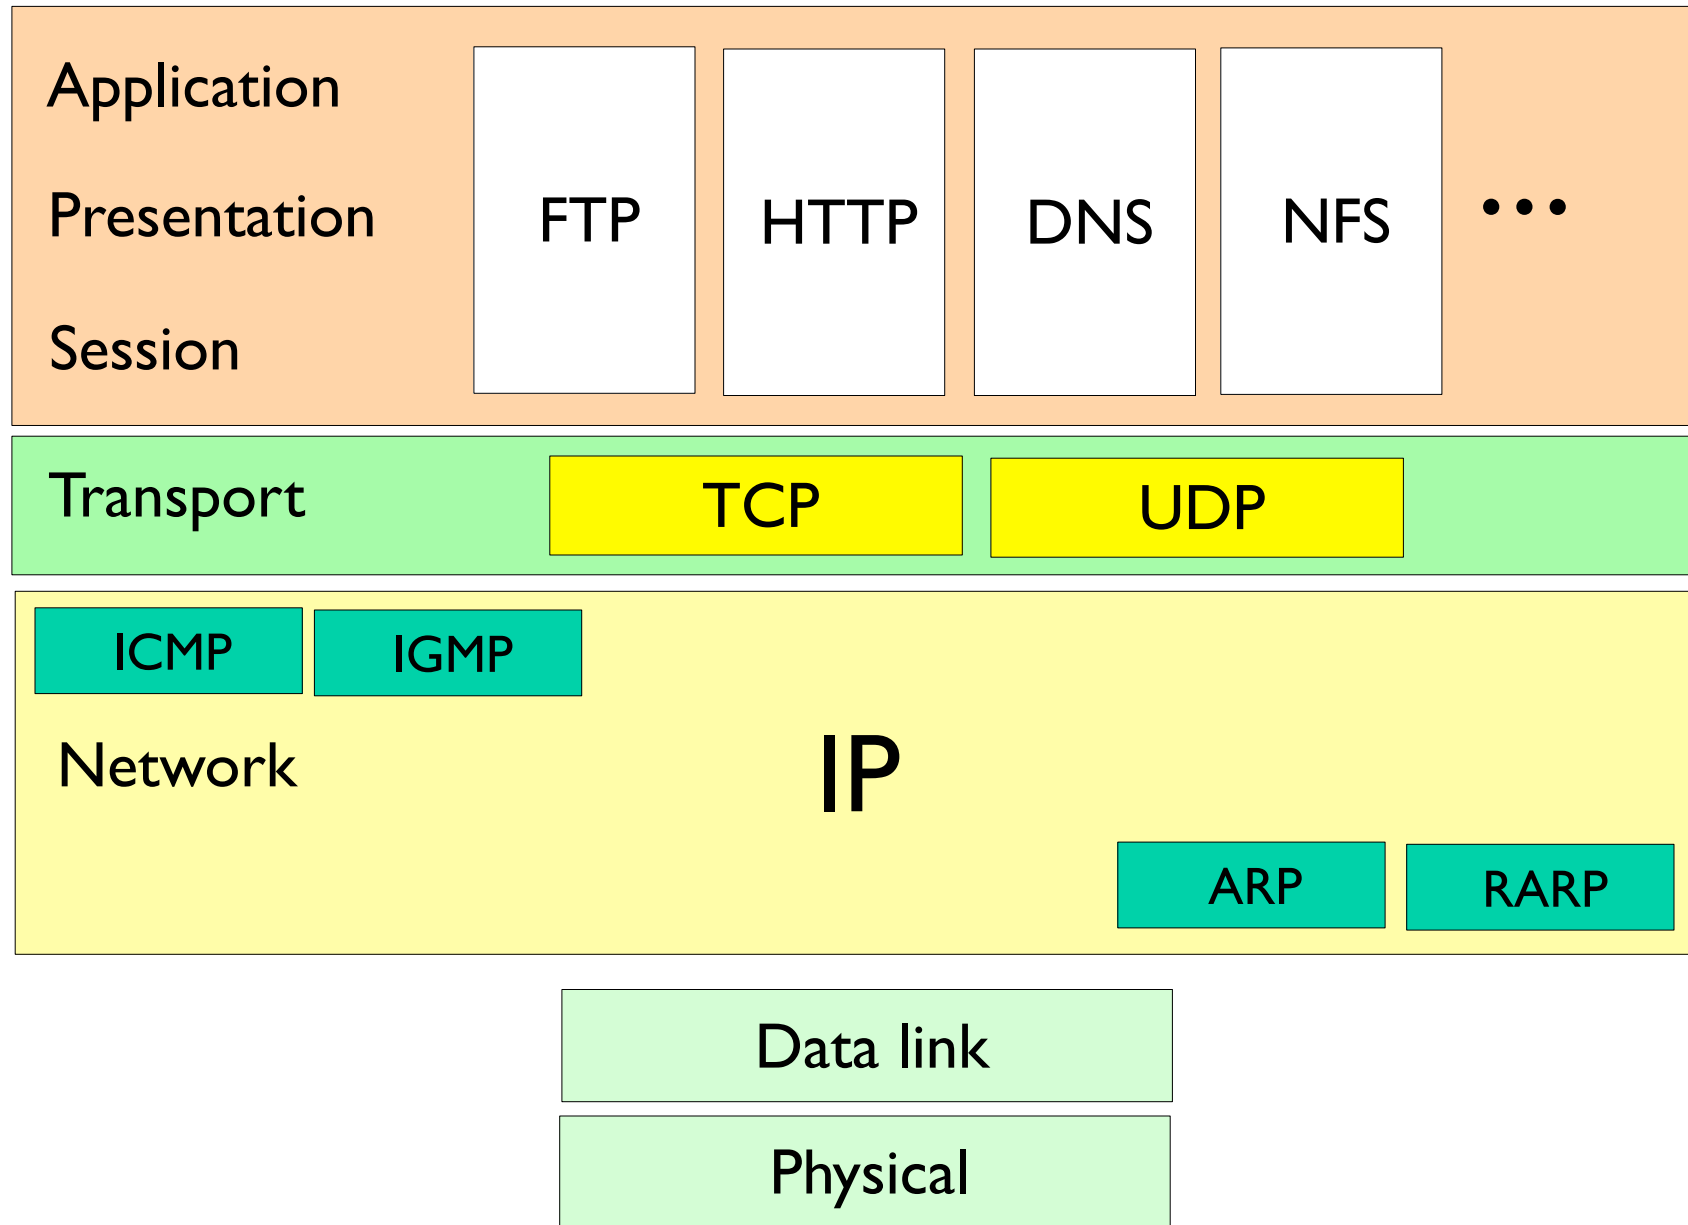 Application
Presentation
Session
FTP
HTTP
DNS
NFS
...
Transport
TCP
UDP
ICMP
IGMP
Network
IP
ARP
RARP
Data link
Physical